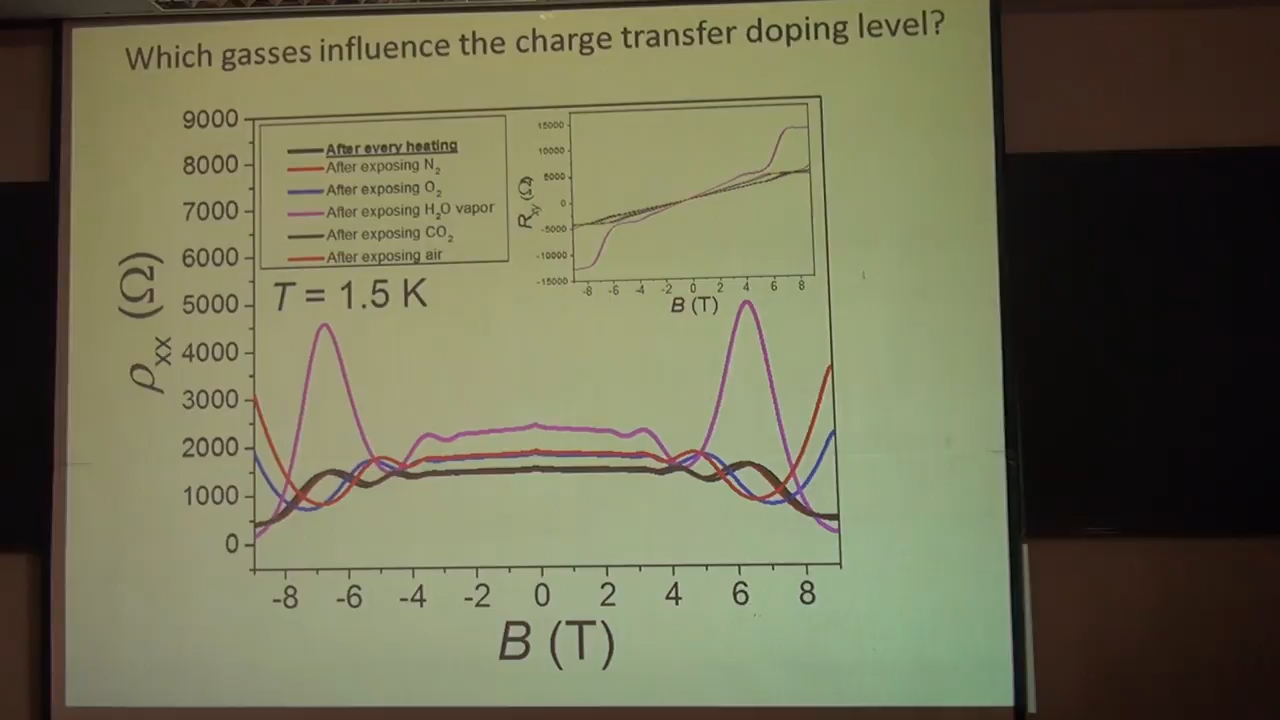 Which gasses influence the charge transfer doping level?
9000
8000
7000
6000
5000
4000
3000
2000
1000
0
ρxx (Ω)
After every heating
After exposing N₂
After exposing O₂
After exposing H₂O vapor
After exposing CO₂
After exposing air
T = 1.5 K
15000
10000
5000
0
-5000
-10000
-15000
Rxy (Ω)
-8 -6 -4 -2 0 2 4 6 8
B (T)
-8 -6 -4 -2 0 2 4 6 8
B (T)